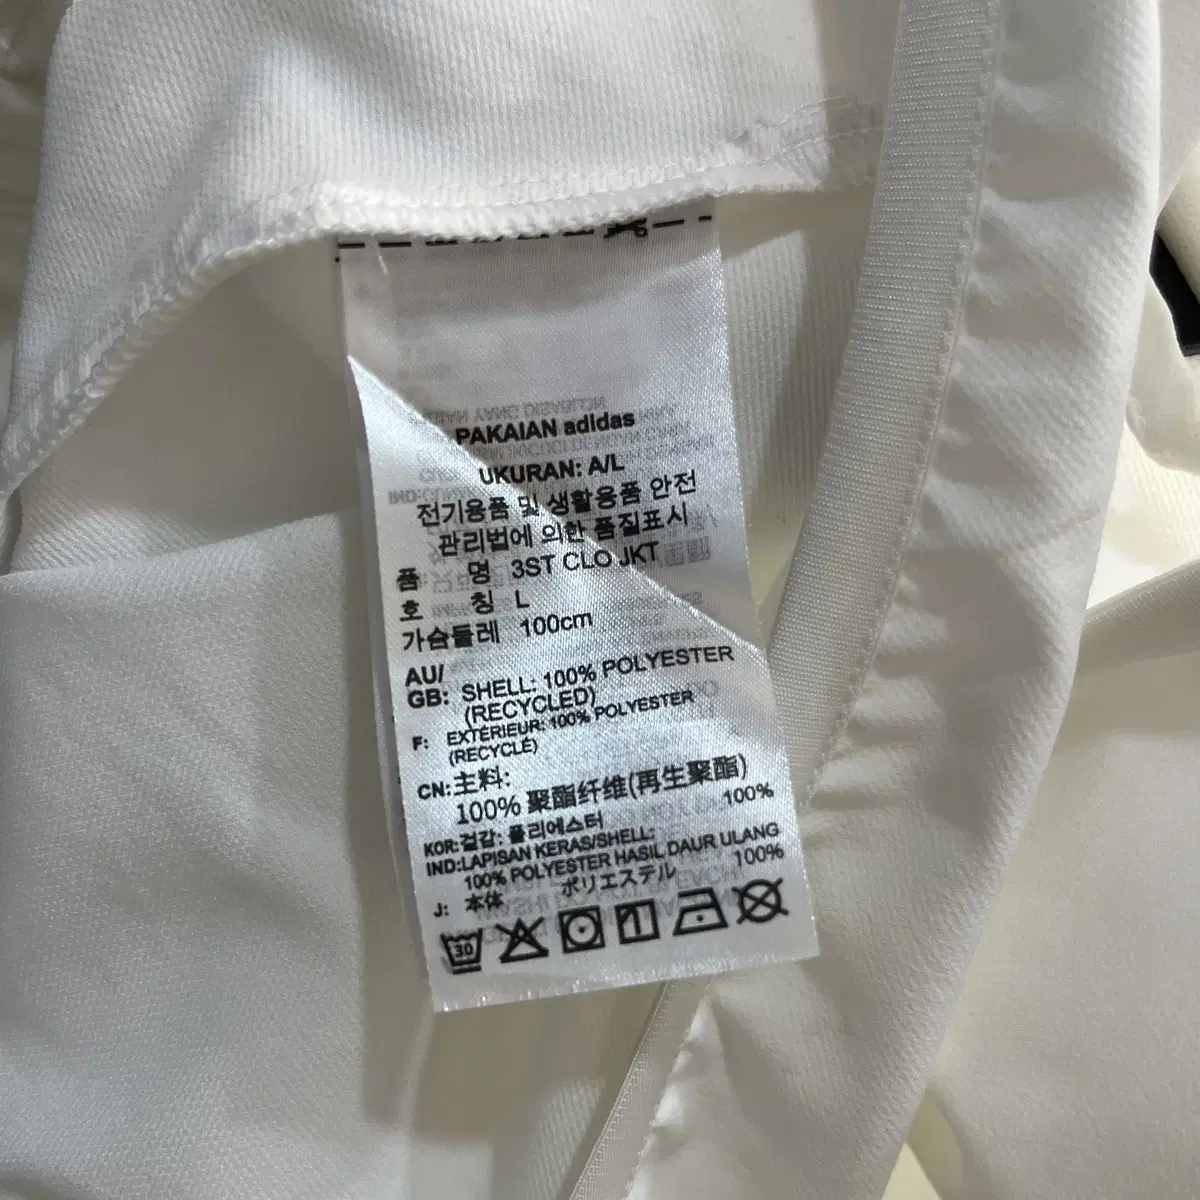 PAKAIAN adidas
UKURAN: A/L
전기용품 및 생활용품 안전
관리법에 의한 품질표시
품 명 3ST CLO JKT
호 칭 L
가슴둘레 100cm
AU/
GB: SHELL: 100% POLYESTER
(RECYCLED)
F: EXTÉRIEUR: 100% POLYESTER
(RECYCLÉ)
CN: 主料:
100% 聚酯纤维(再生聚酯)
100%
KOR: 겉감: 폴리에스터
IND: LAPISAN KERAS/SHELL:
100% POLYESTER HASIL DAUR ULANG
100%
J: 本体 ポリエステル
30